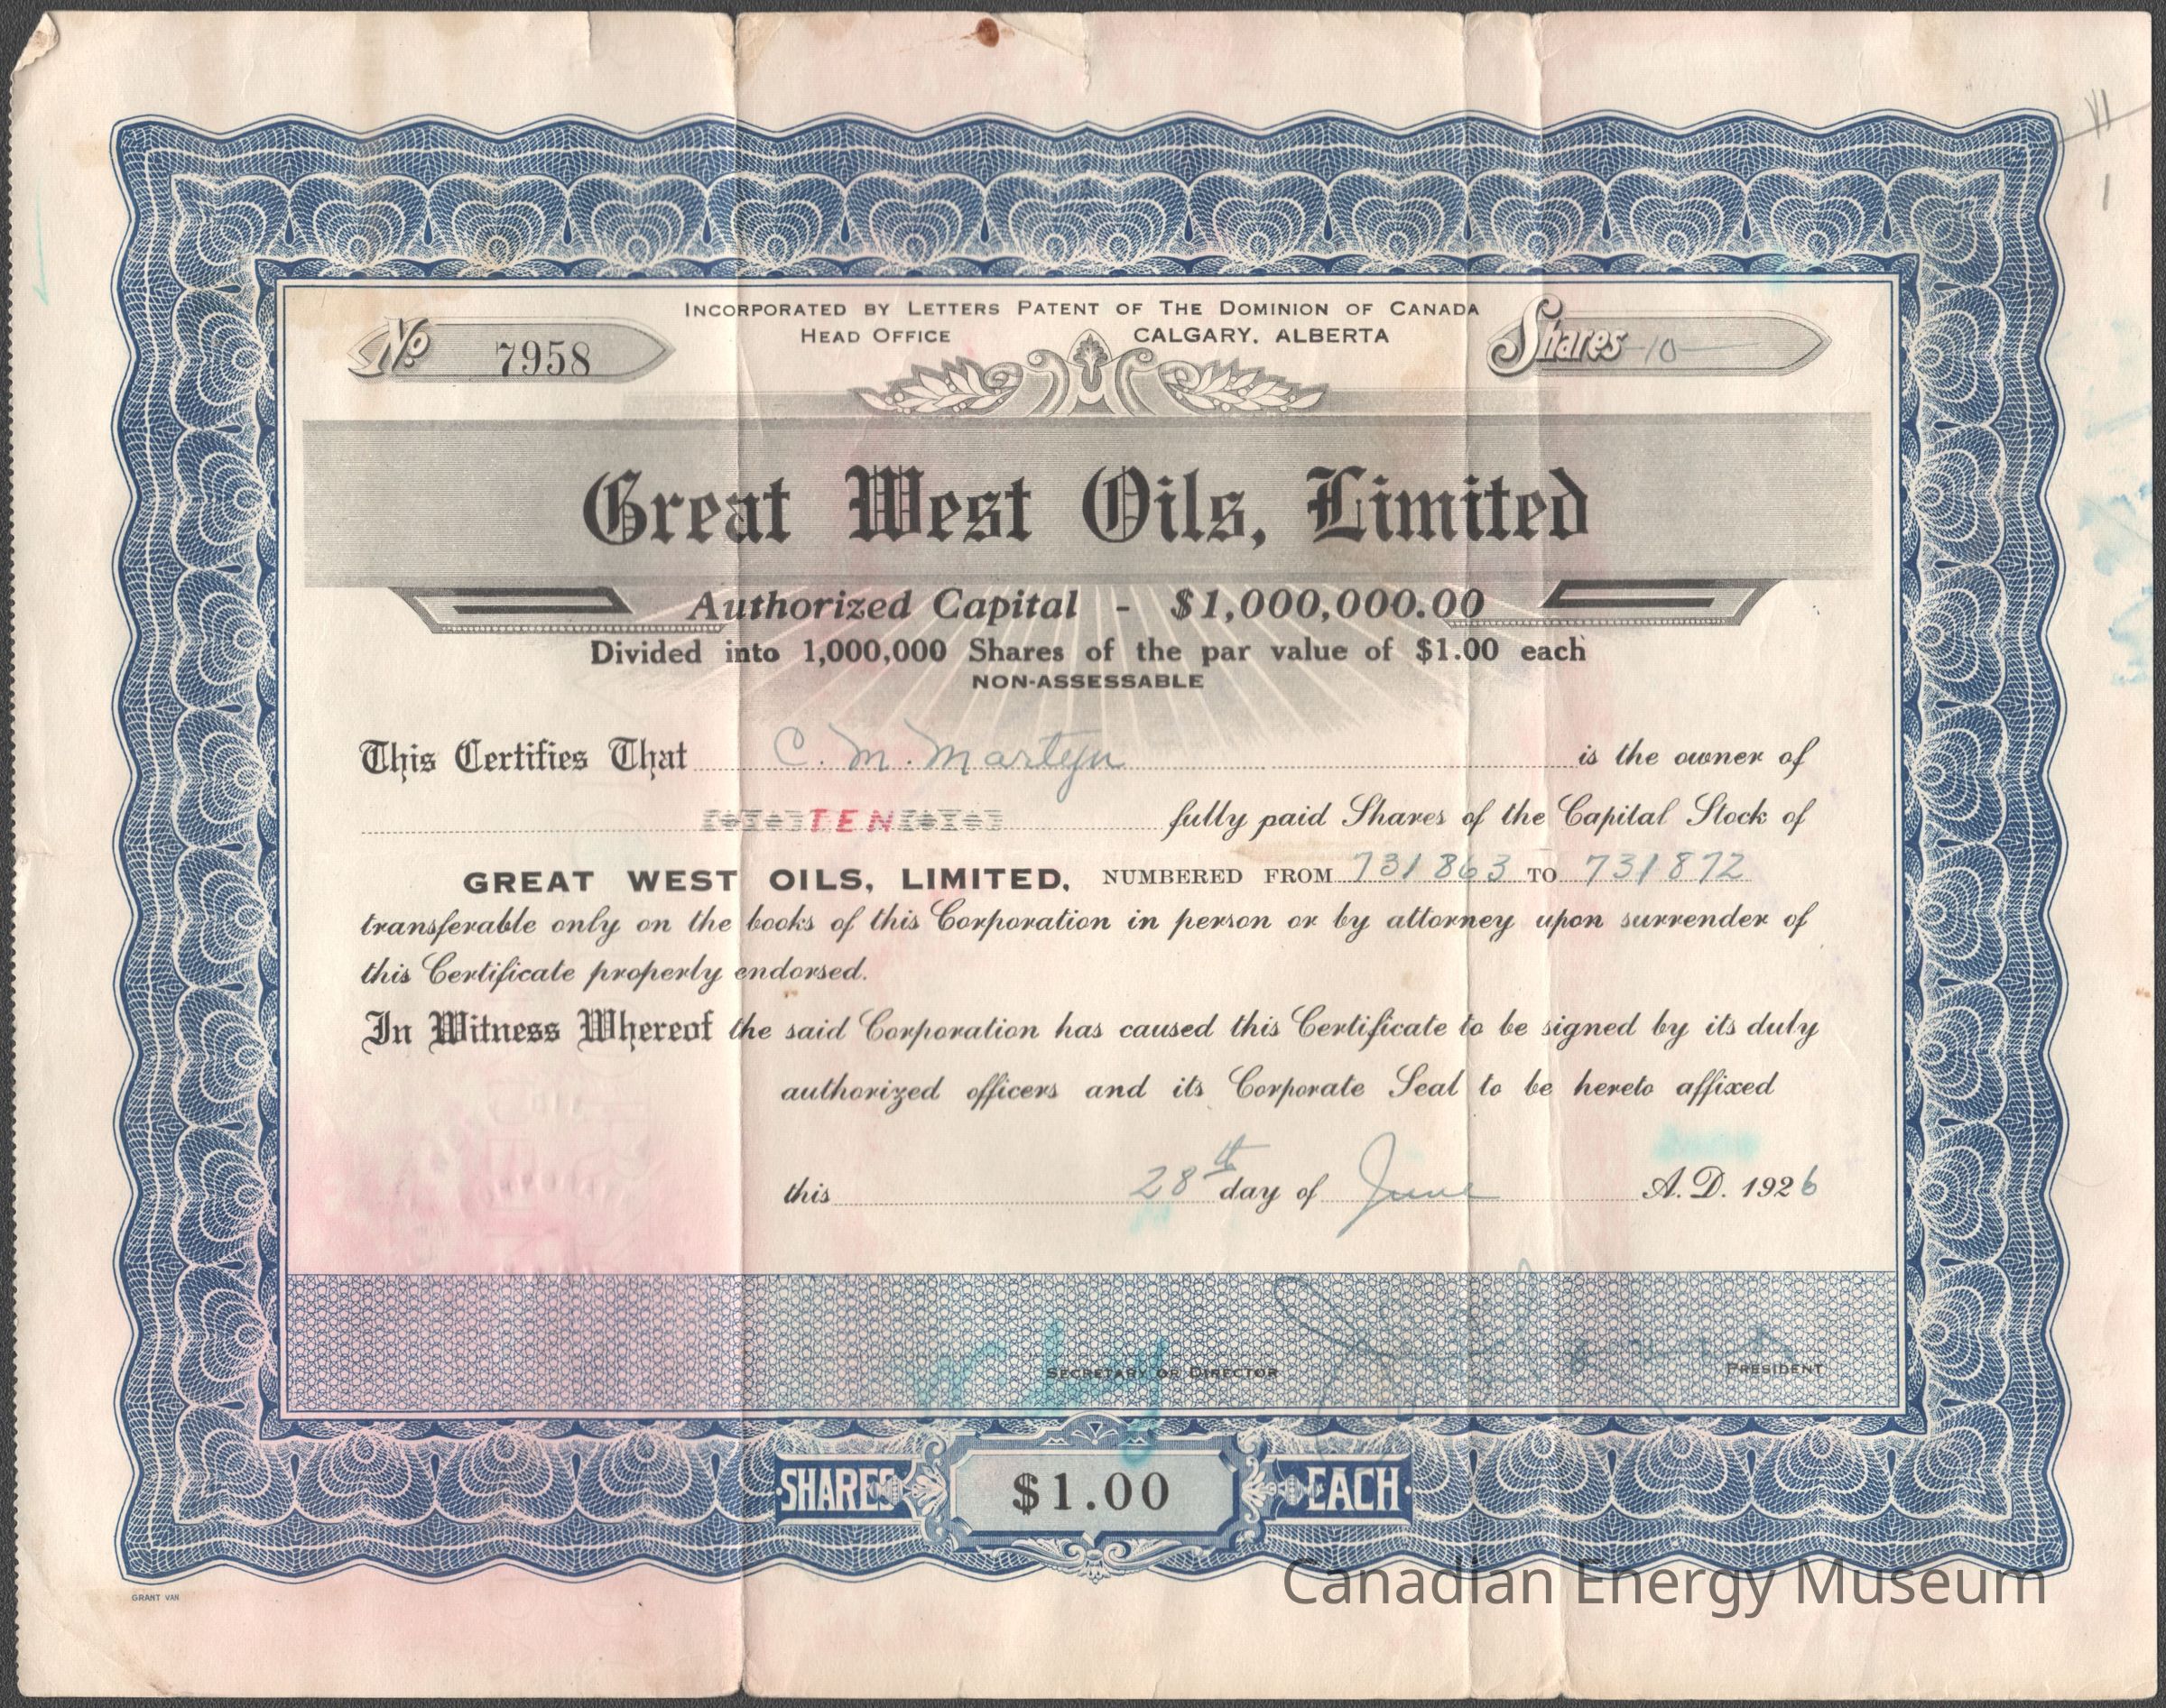 Incorporated by Letters Patent of The Dominion of Canada
Head Office CALGARY, ALBERTA
No 7958
Shares 10
Great West Oils, Limited
Authorized Capital - $1,000,000.00
Divided into 1,000,000 Shares of the par value of $1.00 each
NON-ASSESSABLE
This Certifies That C. M. Martyn is the owner of
TEN fully paid Shares of the Capital Stock of
GREAT WEST OILS, LIMITED, NUMBERED FROM 731863 TO 731872
transferable only on the books of this Corporation in person or by attorney upon surrender of
this Certificate properly endorsed.
In Witness Whereof the said Corporation has caused this Certificate to be signed by its duly
authorized officers and its Corporate Seal to be hereto affixed
this 28th day of June A.D. 1926
Secretary or Director President
SHARES $1.00 EACH
GRANT VAN
Canadian Energy Museum